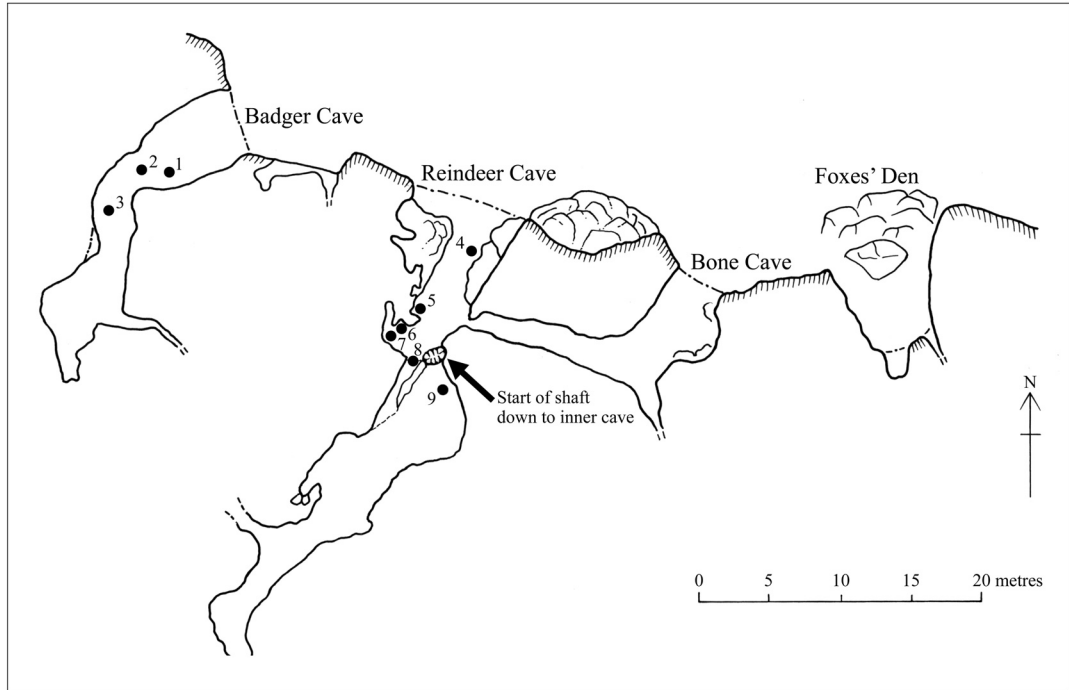 Badger Cave
2
1
3
Reindeer Cave
4
Foxes’ Den
Bone Cave
5
6
7
8
9
Start of shaft
down to inner cave
N
0 5 10 15 20 metres